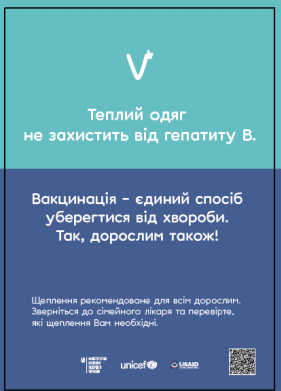 Теплий одяг
не захистить від гепатиту В.
Вакцинація – єдиний спосіб
уберегтися від хвороби.
Так, дорослим також!
Щеплення рекомендоване для всім дорослим.
Зверніться до сімейного лікаря та перевірте,
які щеплення Вам необхідні.
unicef
USAID